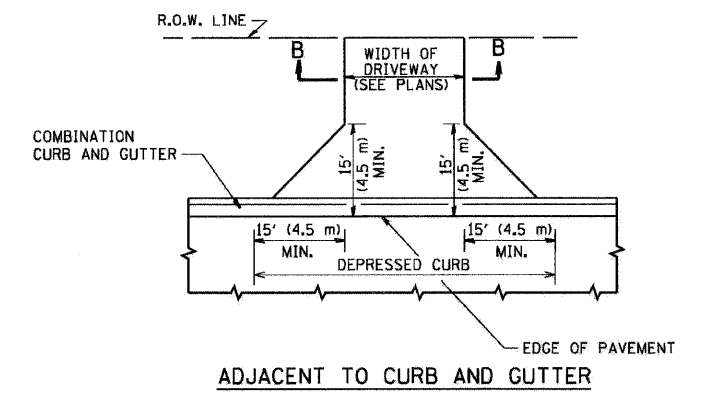 R.O.W. LINE
B
B
WIDTH OF
DRIVEWAY
(SEE PLANS)
COMBINATION
CURB AND GUTTER
15'
(4.5 m)
MIN.
15'
(4.5 m)
MIN.
15' (4.5 m)
MIN.
15' (4.5 m)
MIN.
DEPRESSED CURB
EDGE OF PAVEMENT
ADJACENT TO CURB AND GUTTER